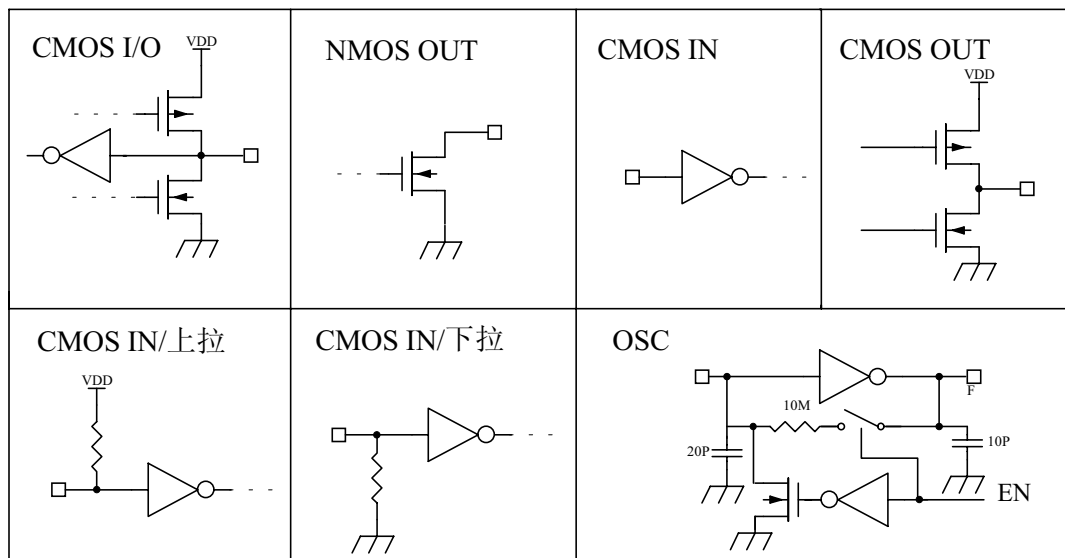 CMOS I/O
VDD
NMOS OUT
CMOS IN
CMOS OUT
VDD
CMOS IN/上拉
VDD
CMOS IN/下拉
OSC
F
10M
20P
10P
EN